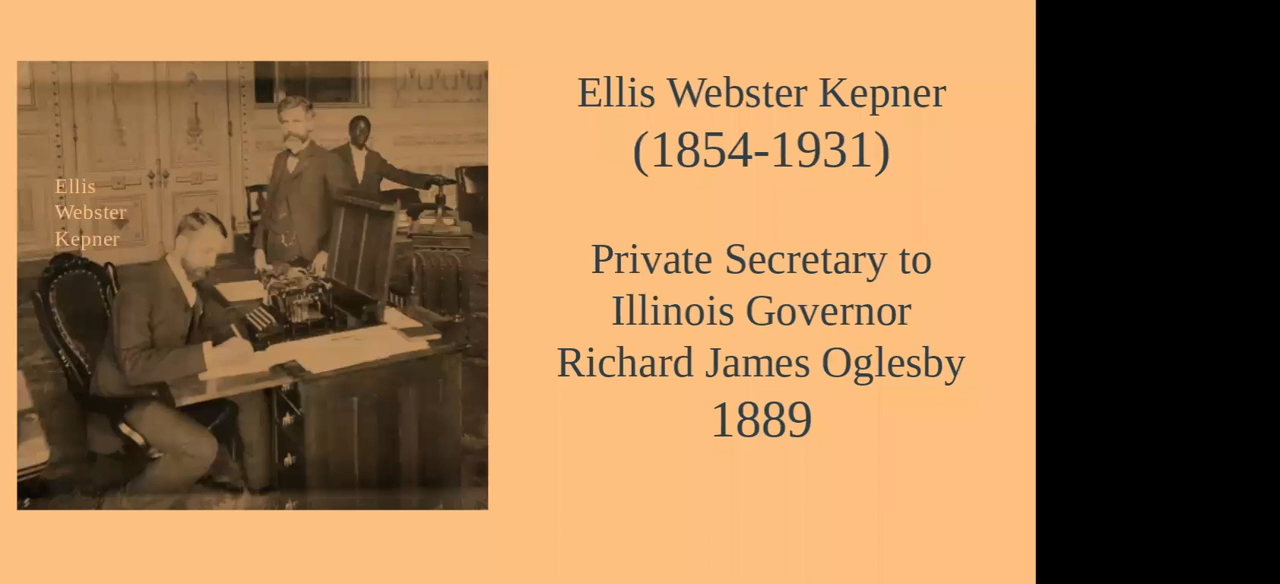 Ellis
Webster
Kepner
Ellis Webster Kepner
(1854-1931)
Private Secretary to
Illinois Governor
Richard James Oglesby
1889